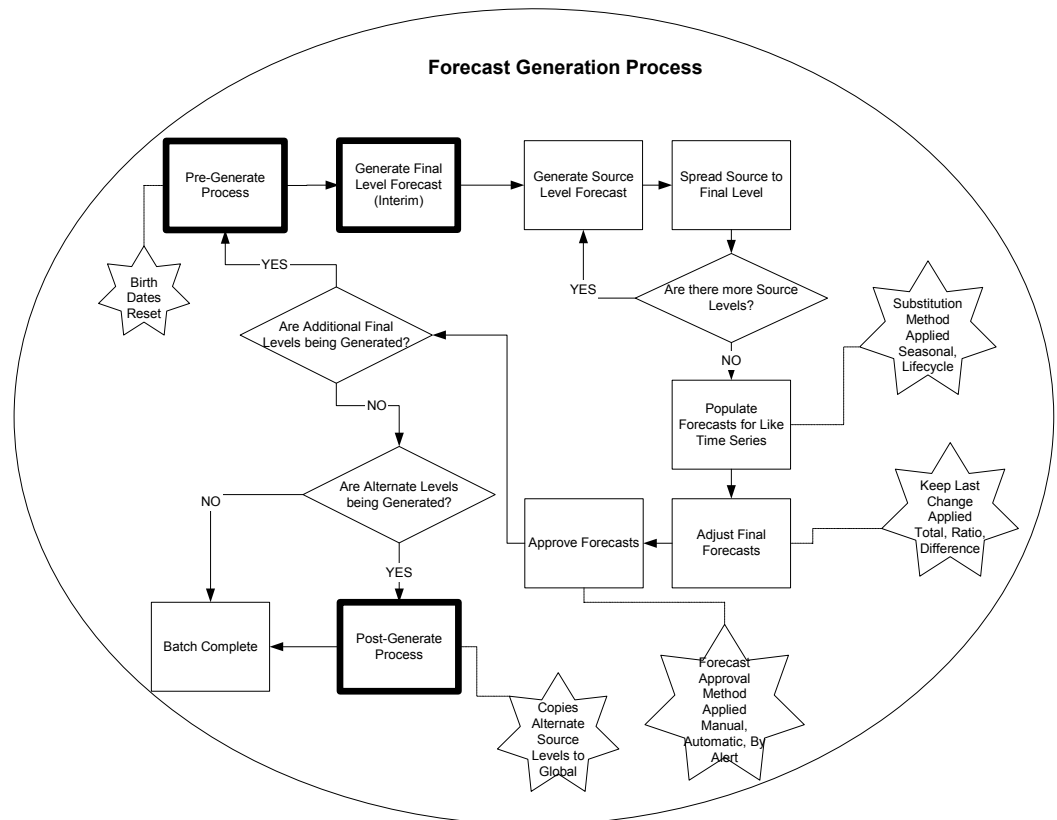 Forecast Generation Process
Pre-Generate
Process
Generate Final
Level Forecast
(Interim)
Generate Source
Level Forecast
Spread Source to
Final Level
YES
Birth
Dates
Reset
YES
Are there more Source
Levels?
Substitution
Method
Applied
Seasonal,
Lifecycle
Are Additional Final
Levels being Generated?
NO
NO
Populate
Forecasts for Like
Time Series
Are Alternate Levels
being Generated?
NO
Keep Last
Change
Applied
Total, Ratio,
Difference
Approve Forecasts
Adjust Final
Forecasts
YES
Batch Complete
Post-Generate
Process
Forecast
Approval
Method
Applied
Manual,
Automatic, By
Alert
Copies
Alternate
Source
Levels to
Global